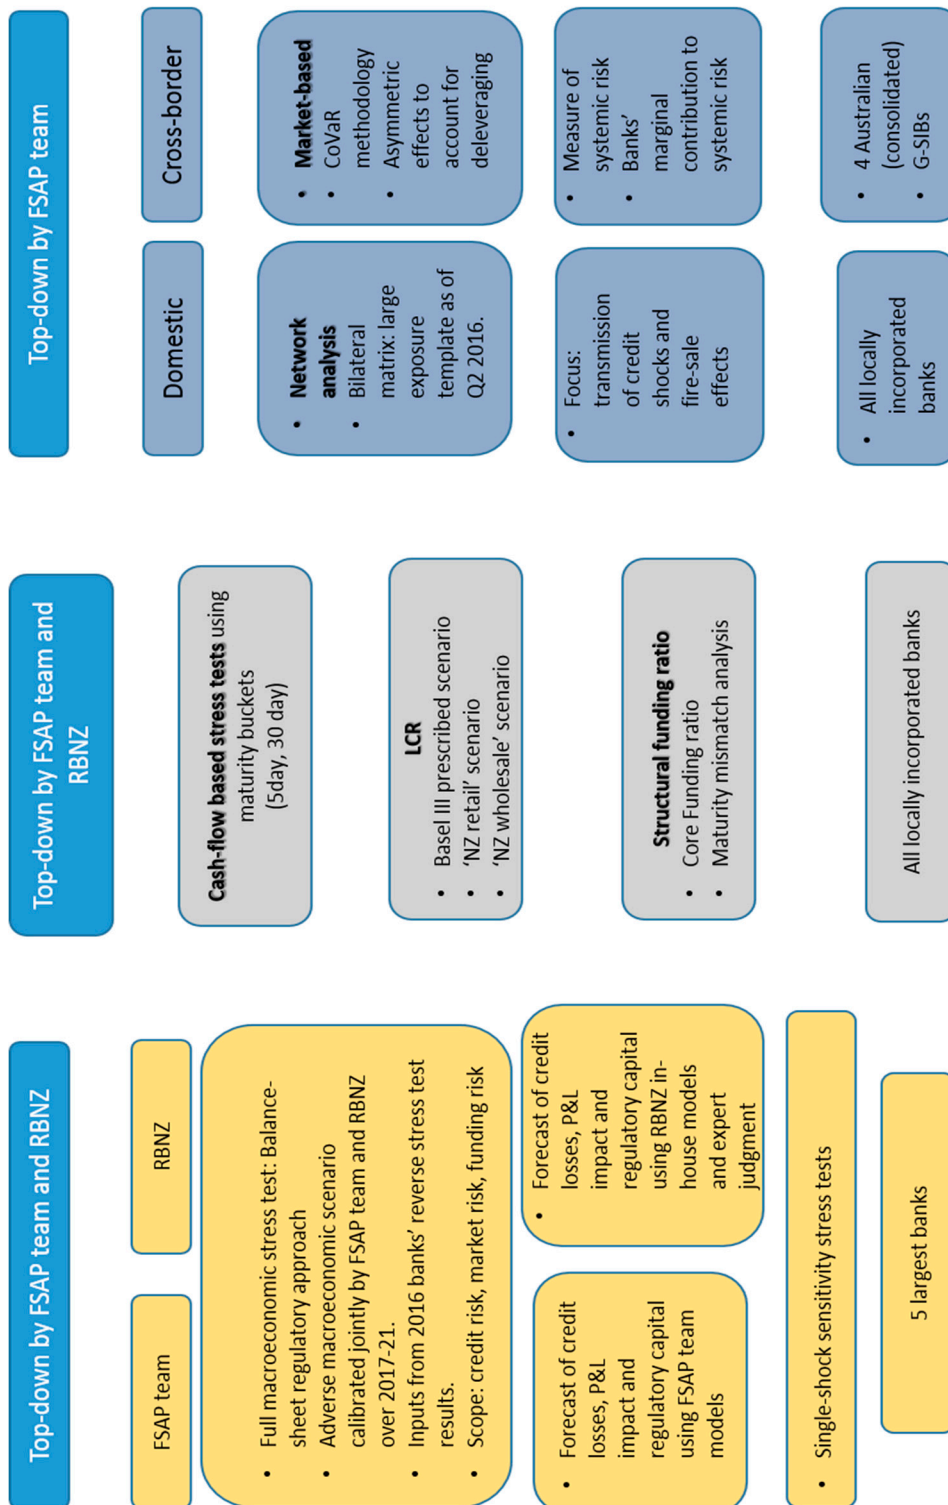 Top-down by FSAP team and RBNZ
FSAP team
RBNZ
• Full macroeconomic stress test: Balance-
sheet regulatory approach
• Adverse macroeconomic scenario
calibrated jointly by FSAP team and RBNZ
over 2017-21.
• Inputs from 2016 banks’ reverse stress test
results.
• Scope: credit risk, market risk, funding risk
• Forecast of credit
losses, P&L
impact and
regulatory capital
using FSAP team
models
• Forecast of credit
losses, P&L
impact and
regulatory capital
using RBNZ in-
house models
and expert
judgment
• Single-shock sensitivity stress tests
5 largest banks
Top-down by FSAP team and
RBNZ
Cash-flow based stress tests using
maturity buckets
(5day, 30 day)
LCR
• Basel III prescribed scenario
• ‘NZ retail’ scenario
• ‘NZ wholesale’ scenario
Structural funding ratio
• Core Funding ratio
• Maturity mismatch analysis
All locally incorporated banks
Top-down by FSAP team
Domestic
Cross-border
• Network
analysis
• Bilateral
matrix: large
exposure
template as of
Q2 2016.
• Market-based
• CoVaR
methodology
• Asymmetric
effects to
account for
deleveraging
• Focus:
transmission
of credit
shocks and
fire-sale
effects
• Measure of
systemic risk
• Banks’
marginal
contribution to
systemic risk
• All locally
incorporated
banks
• 4 Australian
(consolidated)
• G-SIBs